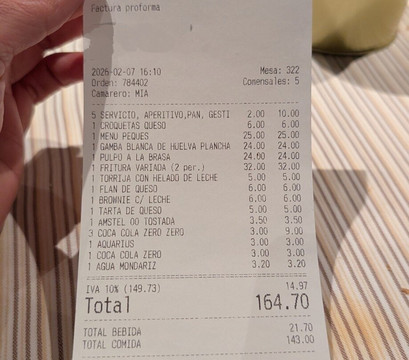 Factura proforma
2026-02-07 16:10 Mesa: 322
Orden: 784402 Comensales: 5
Camarero: MIA
5 SERVICIO, APERITIVO,PAN, GESTI 2.00 10.00
1 CROQUETAS QUESO 6.00 6.00
1 MENU PEQUES 25.00 25.00
1 GAMBA BLANCA DE HUELVA PLANCHA 24.00 24.00
1 PULPO A LA BRASA 24.00 24.00
1 FRITURA VARIADA (2 per.) 32.00 32.00
1 TORRIJA CON HELADO DE LECHE 5.00 5.00
1 FLAN DE QUESO 6.00 6.00
1 BROWNIE C/ LECHE 6.00 6.00
1 TARTA DE QUESO 5.00 5.00
1 AMSTEL OO TOSTADA 3.50 3.50
3 COCA COLA ZERO ZERO 3.00 9.00
1 AQUARIUS 3.00 3.00
1 COCA COLA ZERO 3.00 3.00
1 AGUA MONDARIZ 3.20 3.20
IVA 10% (149.73) 14.97
Total 164.70
TOTAL BEBIDA 21.70
TOTAL COMIDA 143.00